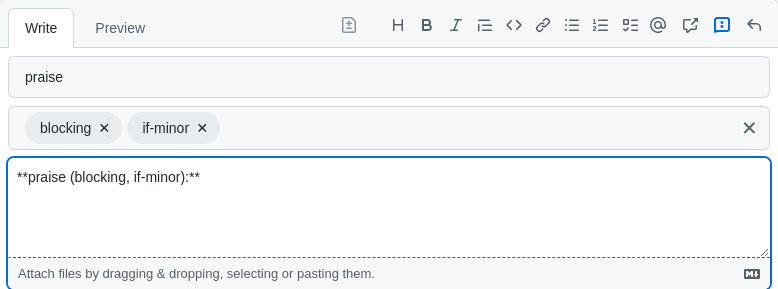 Write Preview
praise
blocking × if-minor ×
**praise (blocking, if-minor):**
Attach files by dragging & dropping, selecting or pasting them.